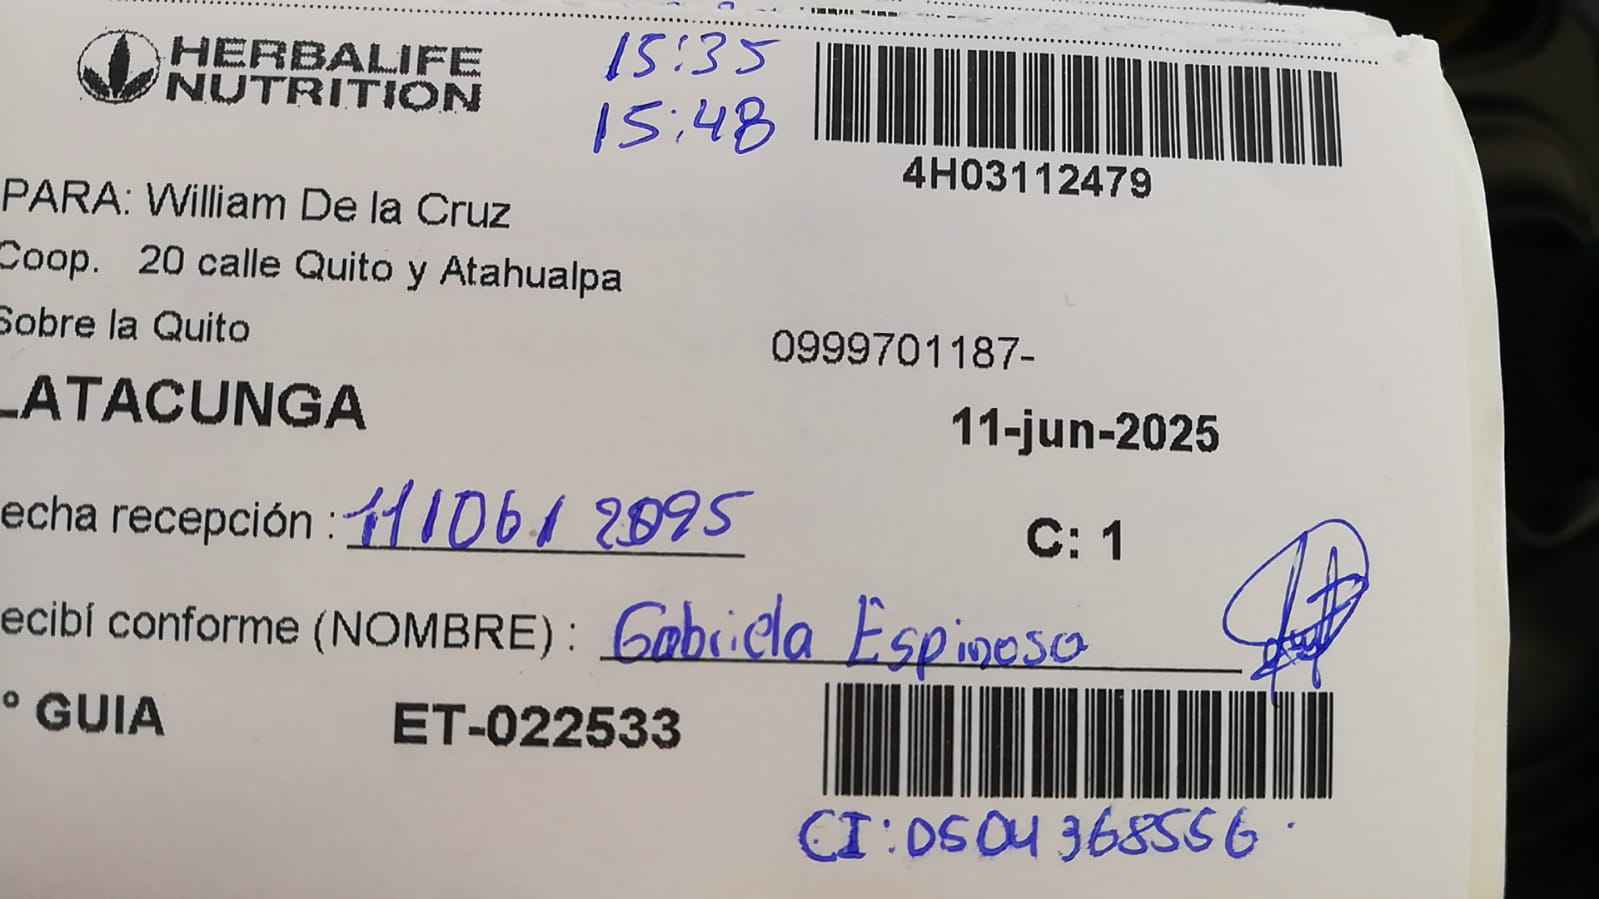 HERBALIFE
NUTRITION
15:35
15:48
4H03112479
PARA: William De la Cruz
Coop. 20 calle Quito y Atahualpa
Sobre la Quito
0999701187-
LATACUNGA
11-jun-2025
echa recepción : 11/06/2025
C: 1
ecibí conforme (NOMBRE) : Gabriela Espinosa
° GUIA ET-022533
CI: 0504368556